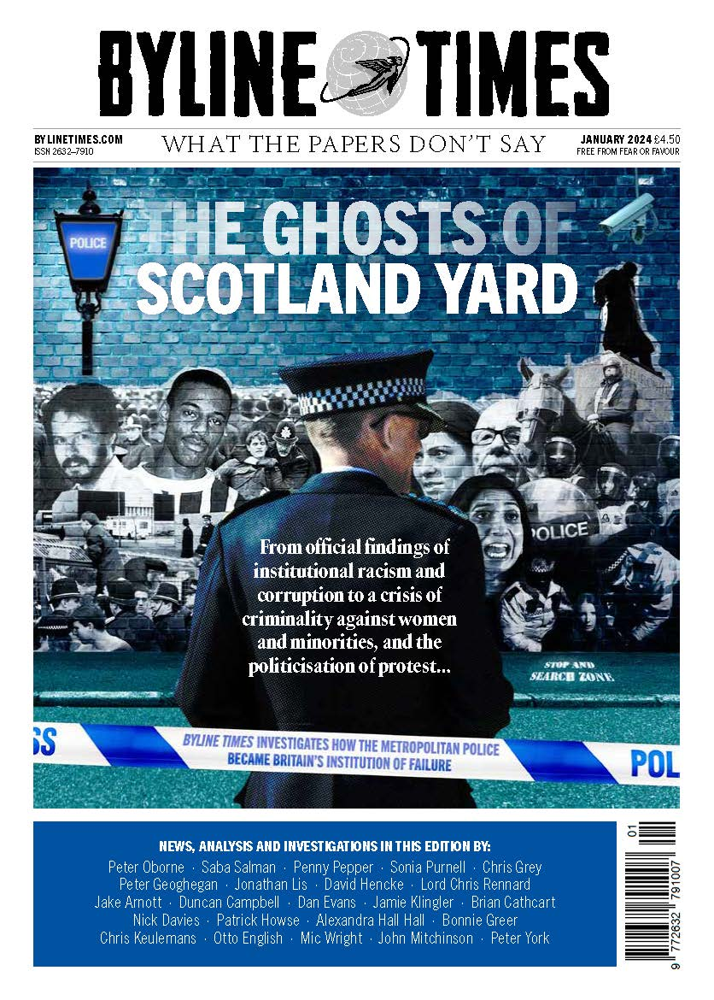 BYLINE TIMES
BYLINETIMES.COM
ISSN 2632–7910
WHAT THE PAPERS DON'T SAY
JANUARY 2024 £4.50
FREE FROM FEAR OR FAVOUR
THE GHOSTS OF
SCOTLAND YARD
POLICE
POLICE
From official findings of
institutional racism and
corruption to a crisis of
criminality against women
and minorities, and the
politicisation of protest...
STOP AND
SEARCH ZONE
SS
BYLINE TIMES INVESTIGATES HOW THE METROPOLITAN POLICE
BECAME BRITAIN'S INSTITUTION OF FAILURE
POL
NEWS, ANALYSIS AND INVESTIGATIONS IN THIS EDITION BY:
Peter Oborne · Saba Salman · Penny Pepper · Sonia Purnell · Chris Grey
Peter Geoghegan · Jonathan Lis · David Hencke · Lord Chris Rennard
Jake Arnott · Duncan Campbell · Dan Evans · Jamie Klingler · Brian Cathcart
Nick Davies · Patrick Howse · Alexandra Hall Hall · Bonnie Greer
Chris Keulemans · Otto English · Mic Wright · John Mitchinson · Peter York
01
9 772632 791007